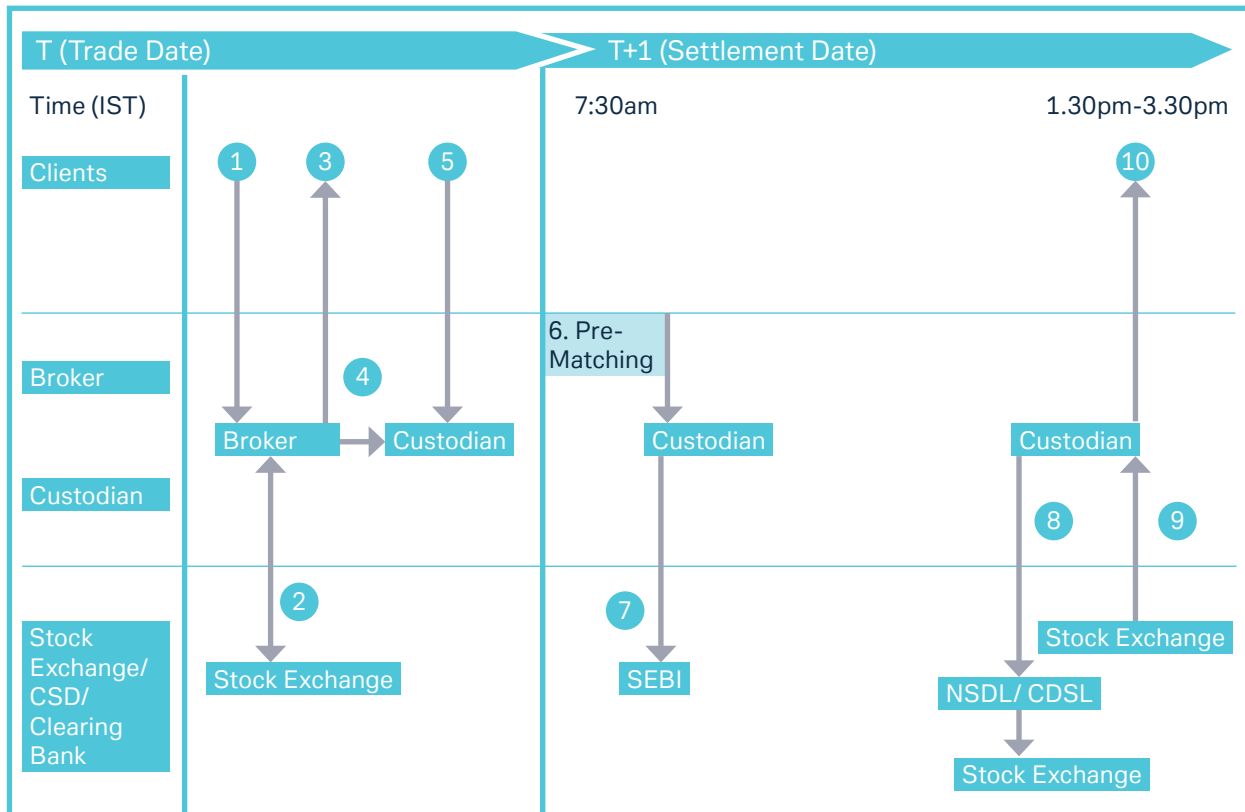 T (Trade Date)
T+1 (Settlement Date)
Time (IST)
7:30am
1.30pm-3.30pm
Clients
1
3
5
10
6. Pre-
Matching
Broker
4
Broker
Custodian
Custodian
Custodian
Custodian
8
9
2
7
Stock
Exchange/
CSD/
Clearing
Bank
Stock Exchange
SEBI
Stock Exchange
NSDL/ CDSL
Stock Exchange